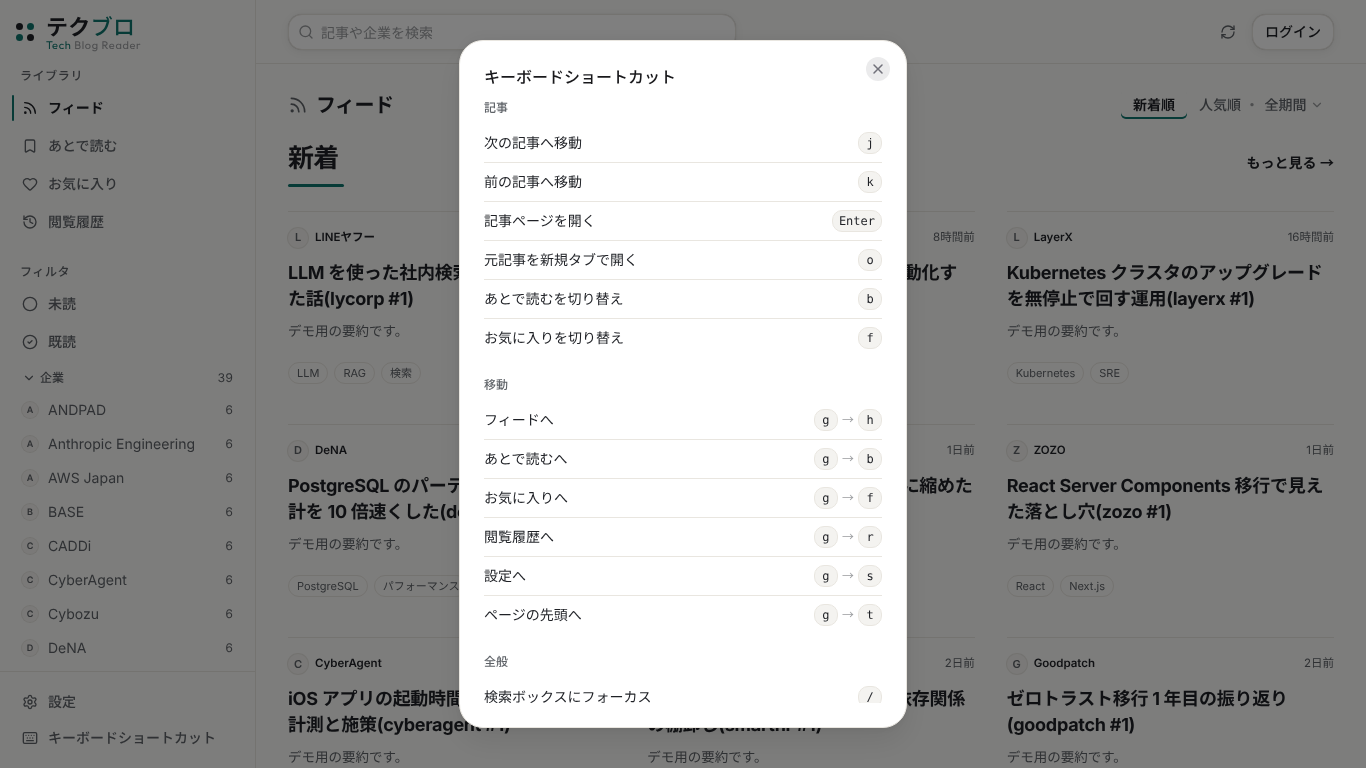 テクブロ
Tech Blog Reader
ライブラリ
フィード
あとで読む
お気に入り
閲覧履歴
フィルタ
未読
既読
企業 39
A ANDPAD 6
A Anthropic Engineering 6
A AWS Japan 6
B BASE 6
C CADDi 6
C CyberAgent 6
C Cybozu 6
D DeNA 6
設定
キーボードショートカット
記事や企業を検索
ログイン
フィード
新着順 人気順 • 全期間
新着
もっと見る →
L LINEヤフー
LLM を使った社内検
た話(lycorp #1)
デモ用の要約です。
LLM RAG 検索
8時間前
動化す
L LayerX 16時間前
Kubernetes クラスタのアップグレード
を無停止で回す運用(layerx #1)
デモ用の要約です。
Kubernetes SRE
D DeNA
PostgreSQL のパーテ
計を 10 倍速くした(d
デモ用の要約です。
PostgreSQL パフォーマンス
1日前
に縮めた
Z ZOZO 1日前
React Server Components 移行で見え
た落とし穴(zozo #1)
デモ用の要約です。
React Next.js
C CyberAgent
iOS アプリの起動時間
計測と施策(cyberagent #1)
デモ用の要約です。
2日前
存関係
の棚卸し(smarthr #1)
デモ用の要約です。
G Goodpatch 2日前
ゼロトラスト移行 1 年目の振り返り
(goodpatch #1)
デモ用の要約です。
キーボードショートカット
記事
次の記事へ移動 j
前の記事へ移動 k
記事ページを開く Enter
元記事を新規タブで開く o
あとで読むを切り替え b
お気に入りを切り替え f
移動
フィードへ g → h
あとで読むへ g → b
お気に入りへ g → f
閲覧履歴へ g → r
設定へ g → s
ページの先頭へ g → t
全般
検索ボックスにフォーカス /